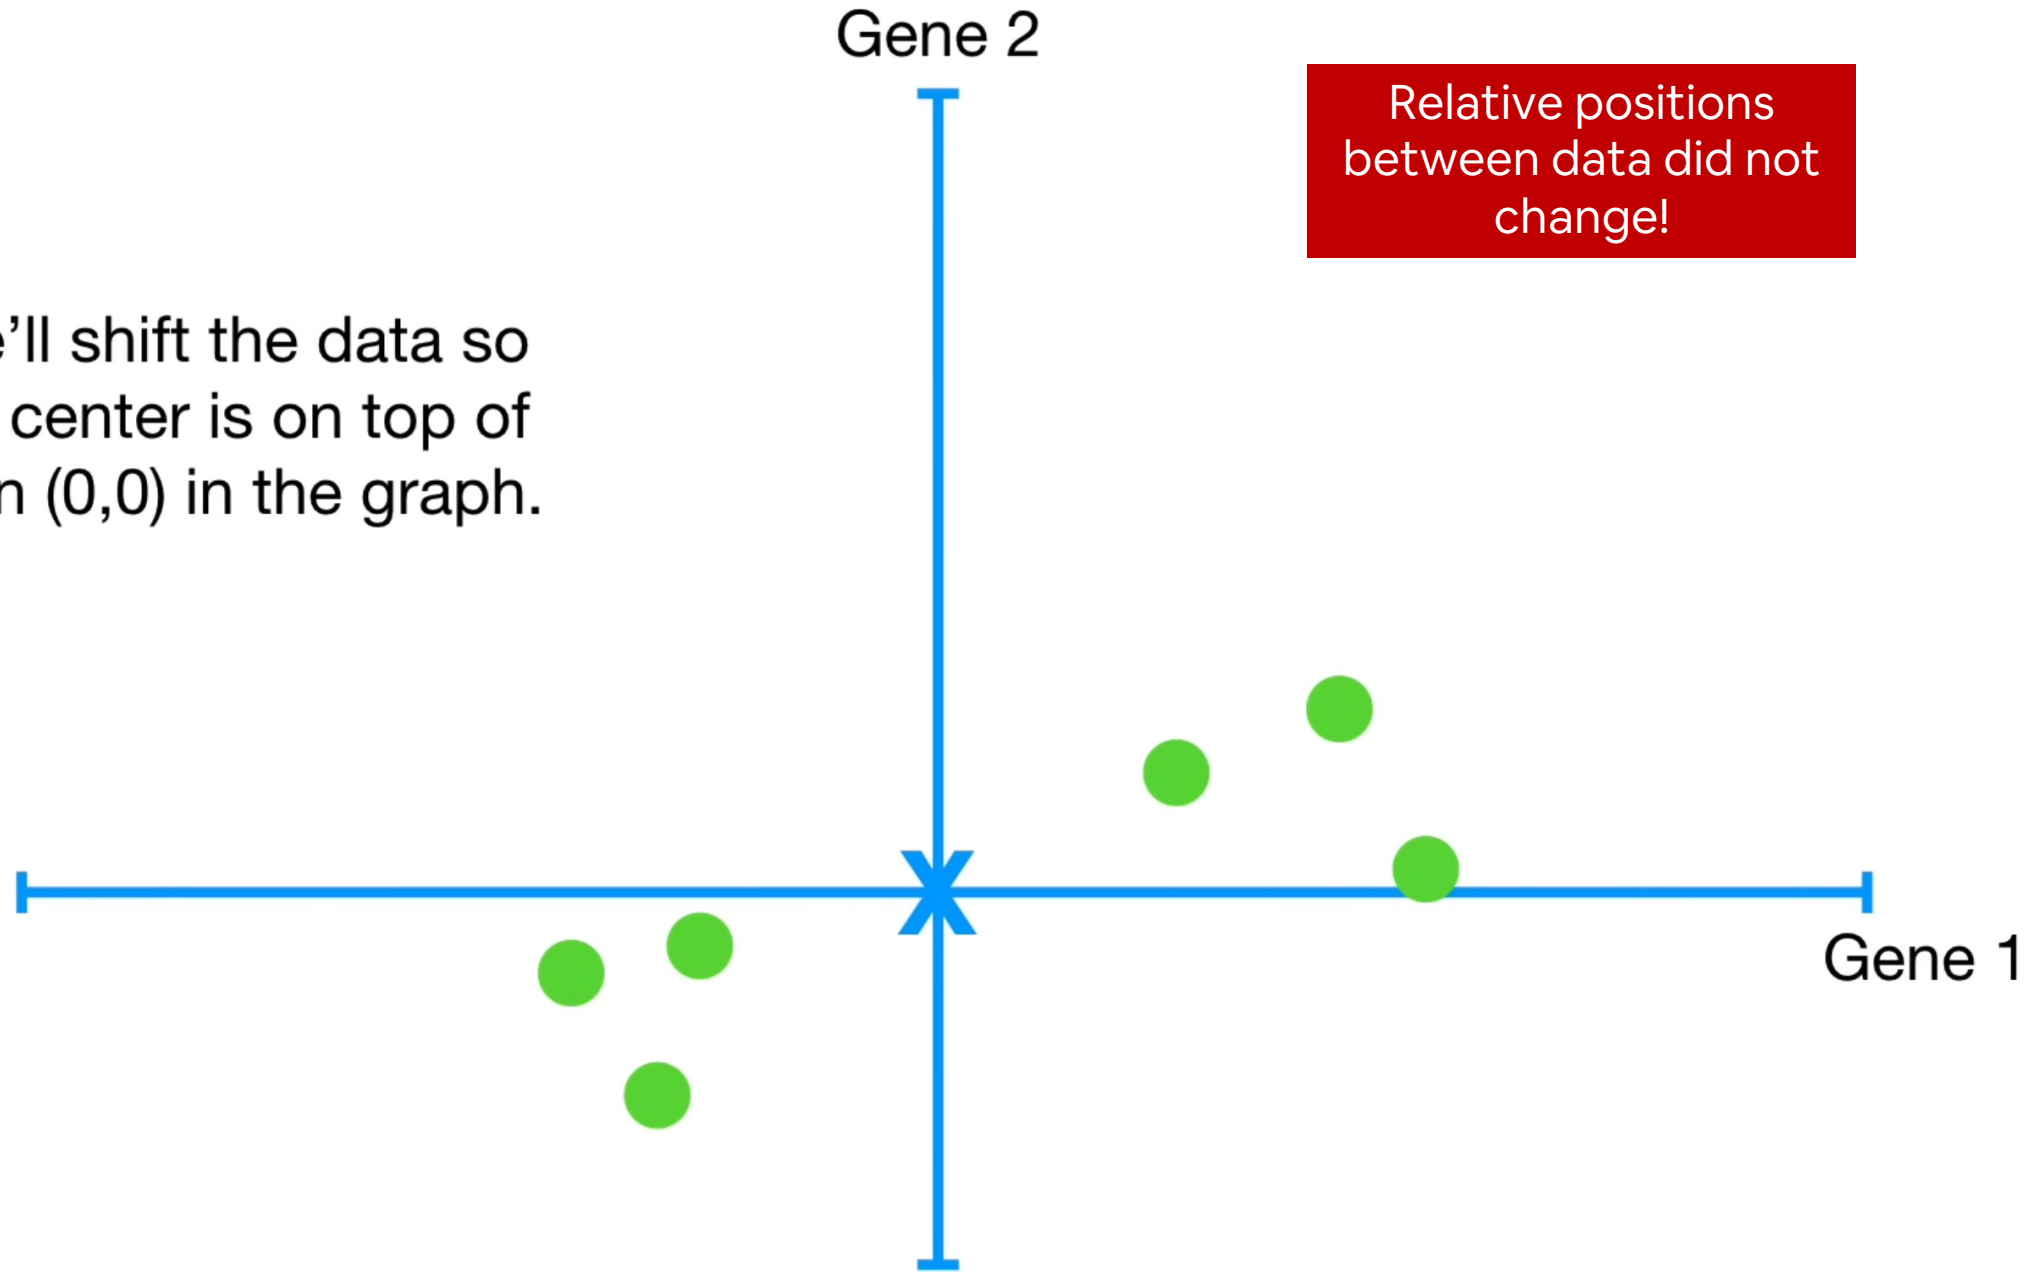 Gene 2
Relative positions
between data did not
change!
'll shift the data so
center is on top of
n (0,0) in the graph.
X
Gene 1